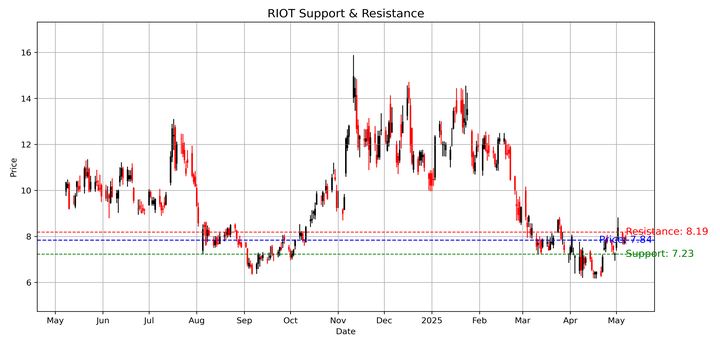 RIOT Support & Resistance
Price
16
14
12
10
8
6
Resistance: 8.19
Price: 7.84
Support: 7.23
May Jun Jul Aug Sep Oct Nov Dec 2025 Feb Mar Apr May
Date